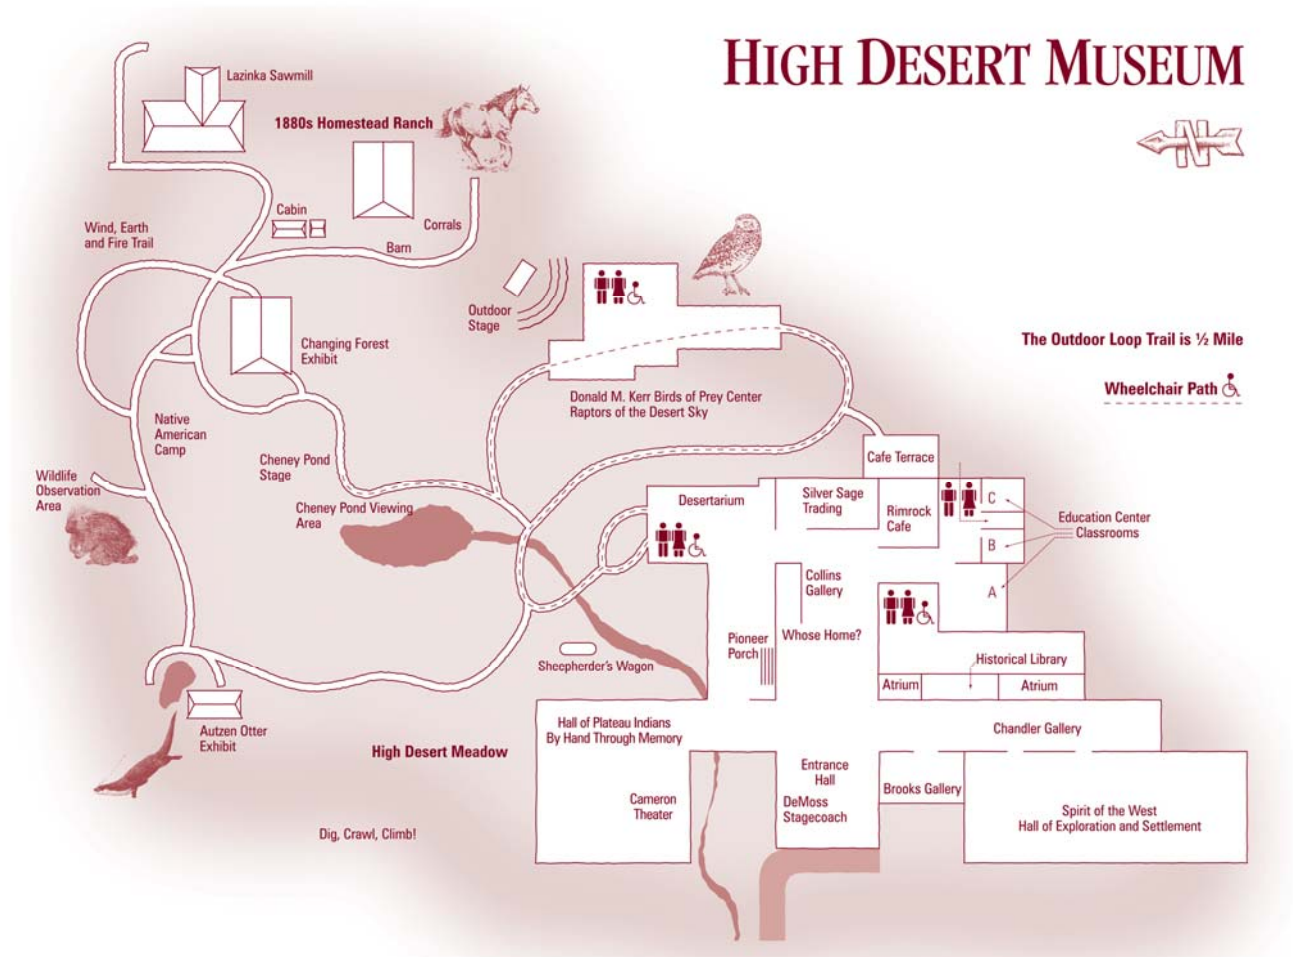 HIGH DESERT MUSEUM
N
Lazinka Sawmill
1880s Homestead Ranch
Cabin
Corrals
Barn
Wind, Earth
and Fire Trail
Outdoor
Stage
Changing Forest
Exhibit
The Outdoor Loop Trail is ½ Mile
Wheelchair Path
Donald M. Kerr Birds of Prey Center
Raptors of the Desert Sky
Native
American
Camp
Cheney Pond
Stage
Wildlife
Observation
Area
Cheney Pond Viewing
Area
Cafe Terrace
Desertarium
Silver Sage
Trading
Rimrock
Cafe
C
B
A
Education Center
Classrooms
Collins
Gallery
Whose Home?
Pioneer
Porch
Sheepherder's Wagon
Historical Library
Atrium
Atrium
Autzen Otter
Exhibit
High Desert Meadow
Hall of Plateau Indians
By Hand Through Memory
Chandler Gallery
Entrance
Hall
DeMoss
Stagecoach
Brooks Gallery
Cameron
Theater
Spirit of the West
Hall of Exploration and Settlement
Dig, Crawl, Climb!